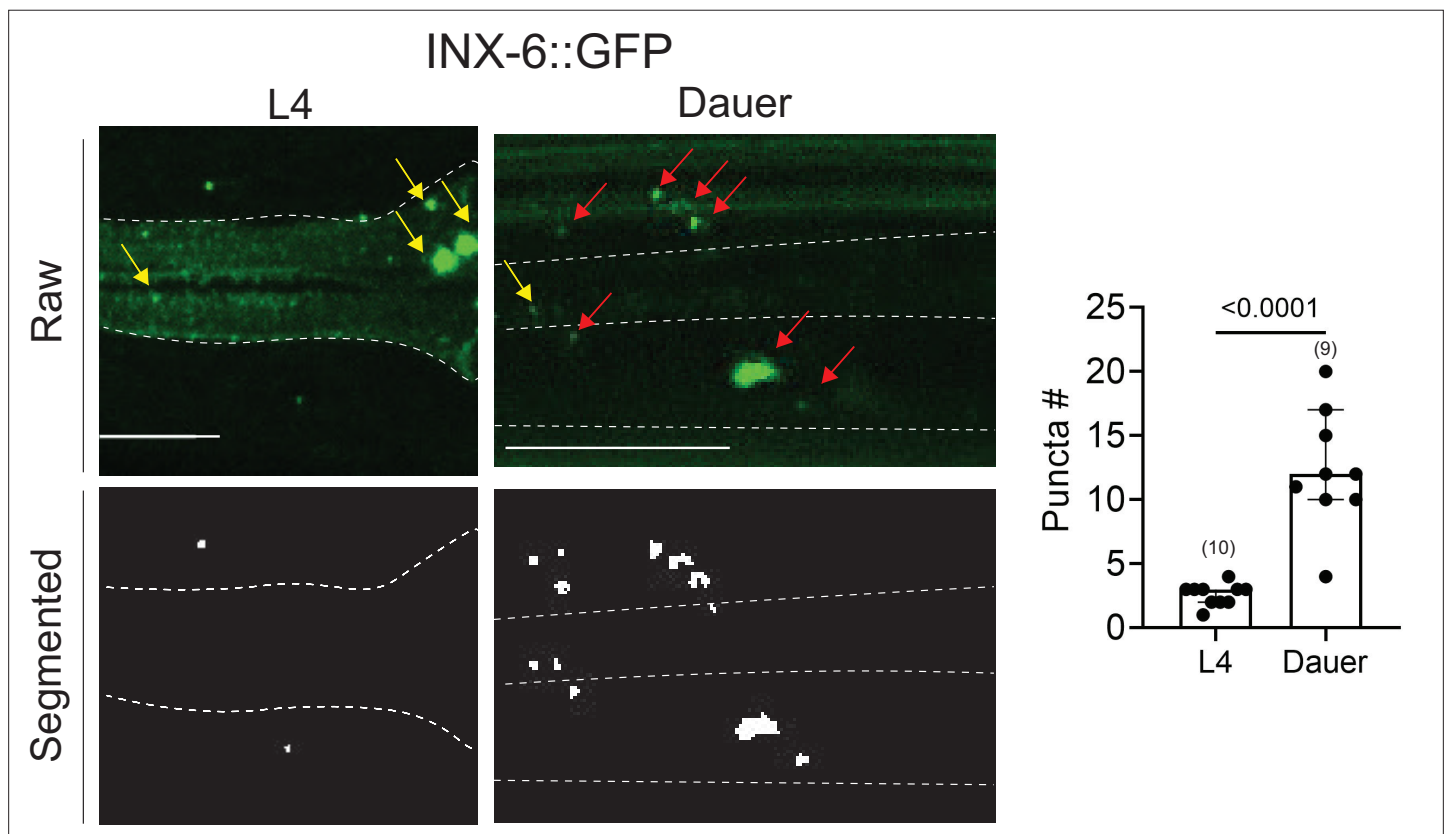 INX-6::GFP
L4
Dauer
Raw
Segmented
25
20
15
10
5
0
Puncta #
<0.0001
(9)
(10)
L4
Dauer